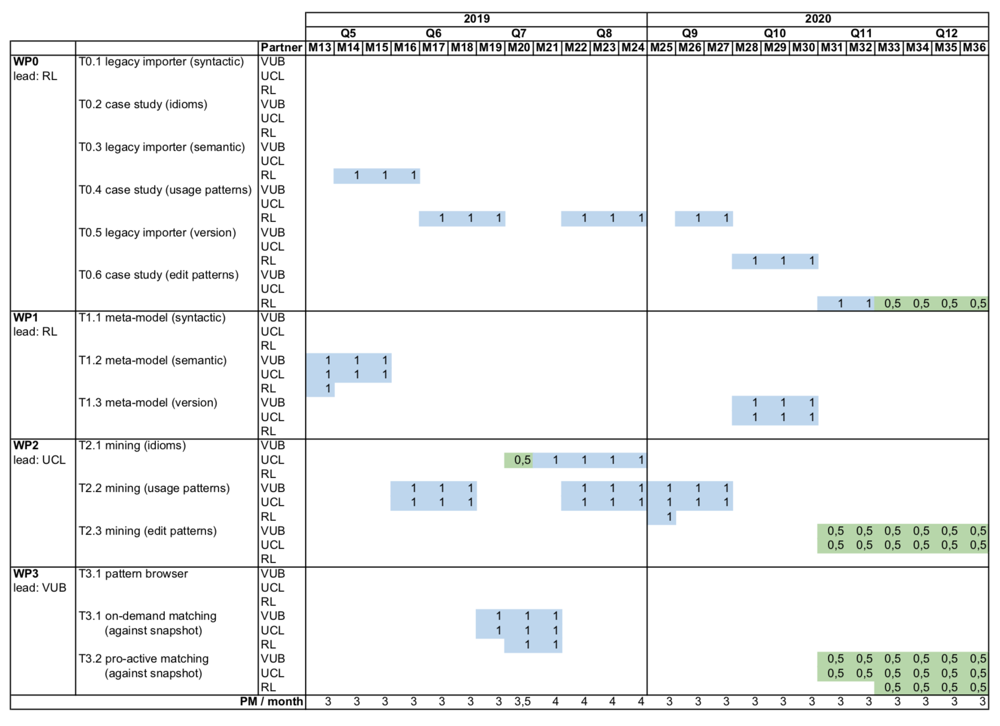 2019 2020
Q5 Q6 Q7 Q8 Q9 Q10 Q11 Q12
Partner M13 M14 M15 M16 M17 M18 M19 M20 M21 M22 M23 M24 M25 M26 M27 M28 M29 M30 M31 M32 M33 M34 M35 M36
WP0 T0.1 legacy importer (syntactic) VUB
lead: RL UCL
RL
T0.2 case study (idioms) VUB
UCL
RL
T0.3 legacy importer (semantic) VUB
UCL
RL 1 1 1
T0.4 case study (usage patterns) VUB
UCL
RL 1 1 1 1 1 1 1 1
T0.5 legacy importer (version) VUB
UCL
RL 1 1 1
T0.6 case study (edit patterns) VUB
UCL
RL 1 1 0,5 0,5 0,5 0,5
WP1 T1.1 meta-model (syntactic) VUB
lead: RL UCL
RL
T1.2 meta-model (semantic) VUB 1 1 1
UCL 1 1 1
RL 1
T1.3 meta-model (version) VUB 1 1 1
UCL 1 1 1
RL
WP2 T2.1 mining (idioms) VUB
lead: UCL UCL 0,5 1 1 1 1
RL
T2.2 mining (usage patterns) VUB 1 1 1 1 1 1 1 1 1
UCL 1 1 1 1 1 1 1 1 1
RL 1
T2.3 mining (edit patterns) VUB 0,5 0,5 0,5 0,5 0,5 0,5
UCL 0,5 0,5 0,5 0,5 0,5 0,5
RL
WP3 T3.1 pattern browser VUB
lead: VUB UCL
RL
T3.1 on-demand matching VUB 1 1 1
(against snapshot) UCL 1 1 1
RL 1 1
T3.2 pro-active matching VUB 0,5 0,5 0,5 0,5 0,5 0,5
(against snapshot) UCL 0,5 0,5 0,5 0,5 0,5 0,5
RL 0,5 0,5 0,5 0,5
PM / month 3 3 3 3 3 3 3 3,5 4 4 4 4 3 3 3 3 3 3 3 3 3 3 3 3